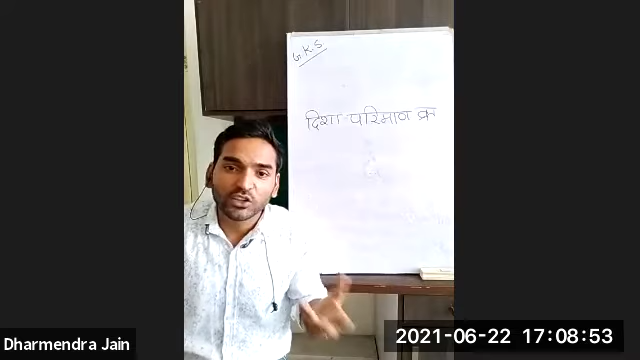 G.K.S.
दिशा परिमाण व्र
Dharmendra Jain
2021-06-22 17:08:53